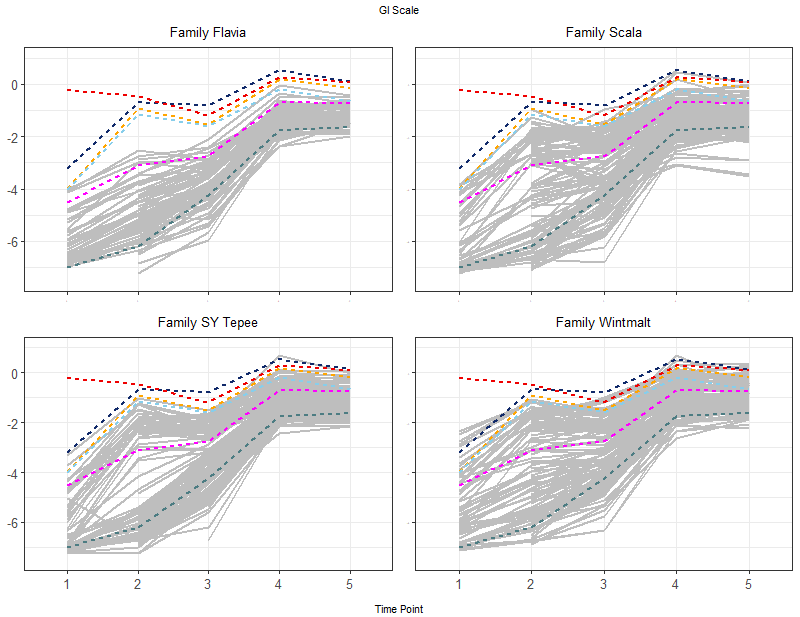 GI Scale
Family Flavia
Family Scala
0
-2
-4
-6
Family SY Tepee
Family Wintmalt
0
-2
-4
-6
1 2 3 4 5 1 2 3 4 5
Time Point